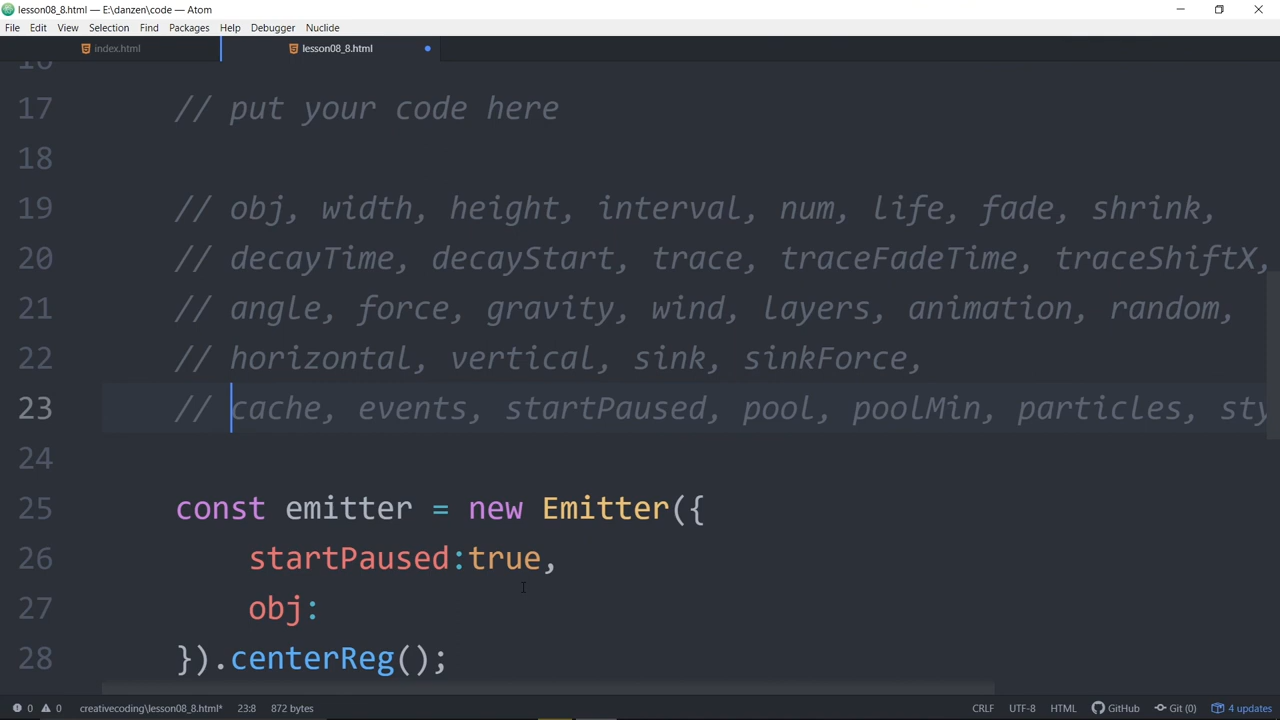 lesson08_8.html — E:\danzen\code — Atom
File Edit View Selection Find Packages Help Debugger Nuclide
index.html lesson08_8.html
16
17 // put your code here
18
19 // obj, width, height, interval, num, life, fade, shrink,
20 // decayTime, decayStart, trace, traceFadeTime, traceShiftX,
21 // angle, force, gravity, wind, layers, animation, random,
22 // horizontal, vertical, sink, sinkForce,
23 // cache, events, startPaused, pool, poolMin, particles, sty
24
25 const emitter = new Emitter({
26 startPaused:true,
27 obj:
28 }).centerReg();
0 0 creativecoding\lesson08_8.html* 23:8 872 bytes CRLF UTF-8 HTML GitHub Git (0) 4 updates